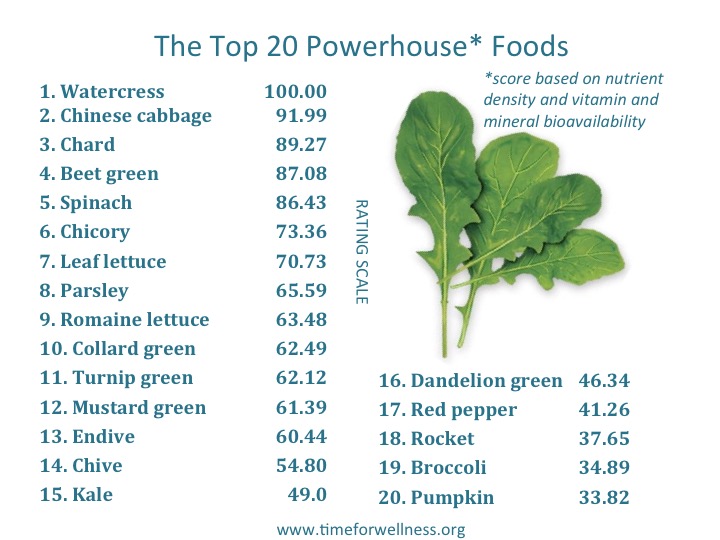 The Top 20 Powerhouse* Foods
*score based on nutrient
density and vitamin and
mineral bioavailability
1. Watercress 100.00
2. Chinese cabbage 91.99
3. Chard 89.27
4. Beet green 87.08
5. Spinach 86.43
6. Chicory 73.36
7. Leaf lettuce 70.73
8. Parsley 65.59
9. Romaine lettuce 63.48
10. Collard green 62.49
11. Turnip green 62.12
12. Mustard green 61.39
13. Endive 60.44
14. Chive 54.80
15. Kale 49.0
RATING SCALE
16. Dandelion green 46.34
17. Red pepper 41.26
18. Rocket 37.65
19. Broccoli 34.89
20. Pumpkin 33.82
www.timeforwellness.org